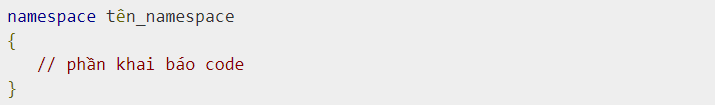 namespace tên_namespace
{
// phần khai báo code
}